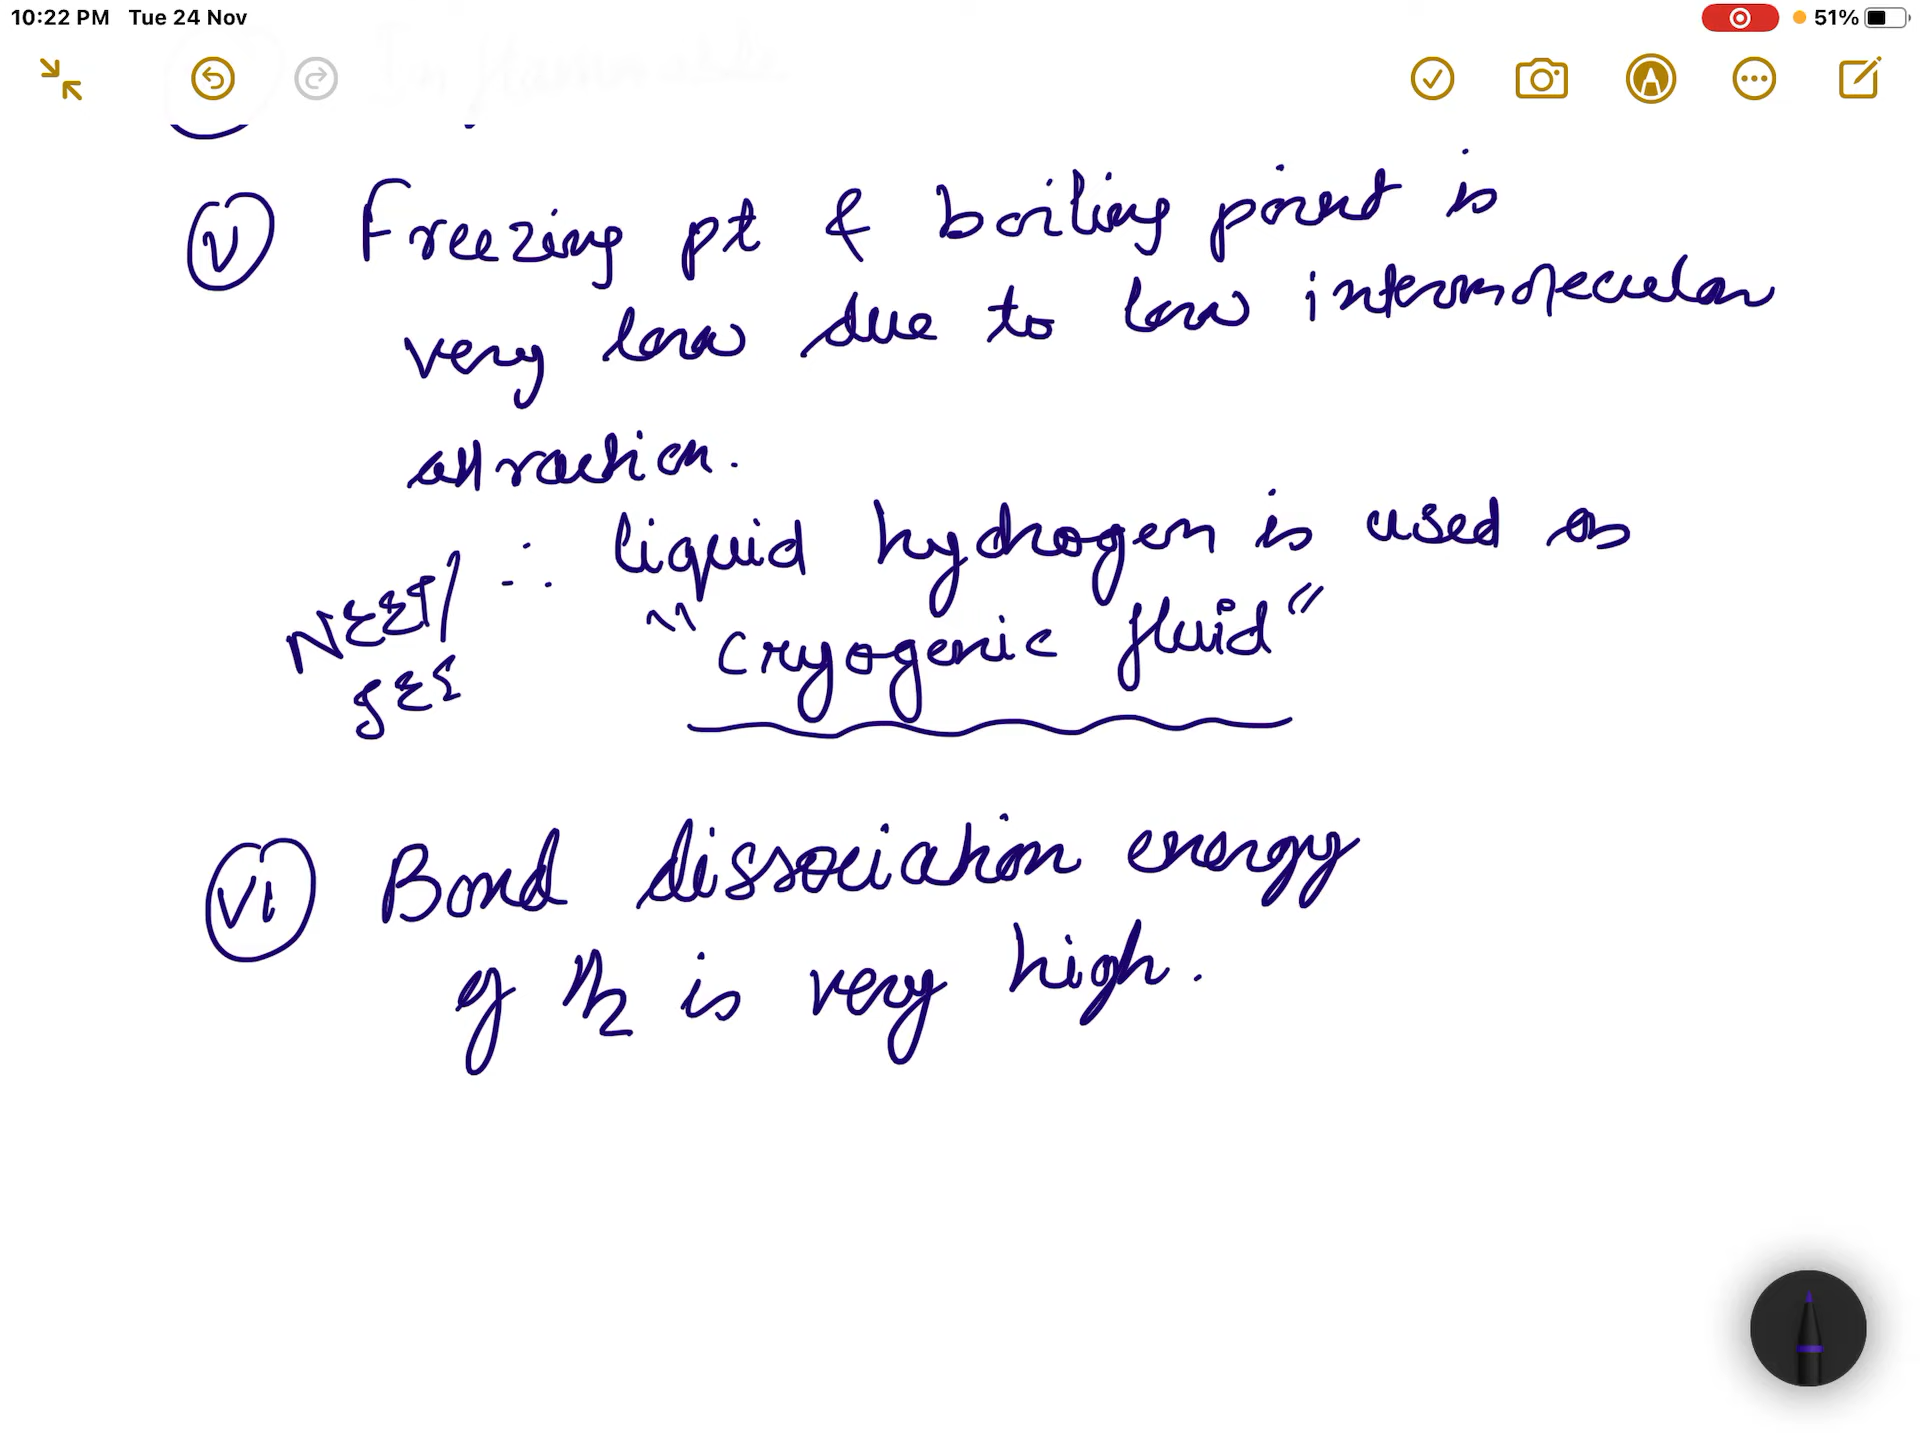 10:22 PM Tue 24 Nov
51%
Inflammable
(v) Freezing pt & boiling point is
very low due to low intermolecular
attraction.
NEET/
JEE
∴ liquid hydrogen is used as
"cryogenic fluid"
(vi) Bond dissociation energy
of H2 is very high.